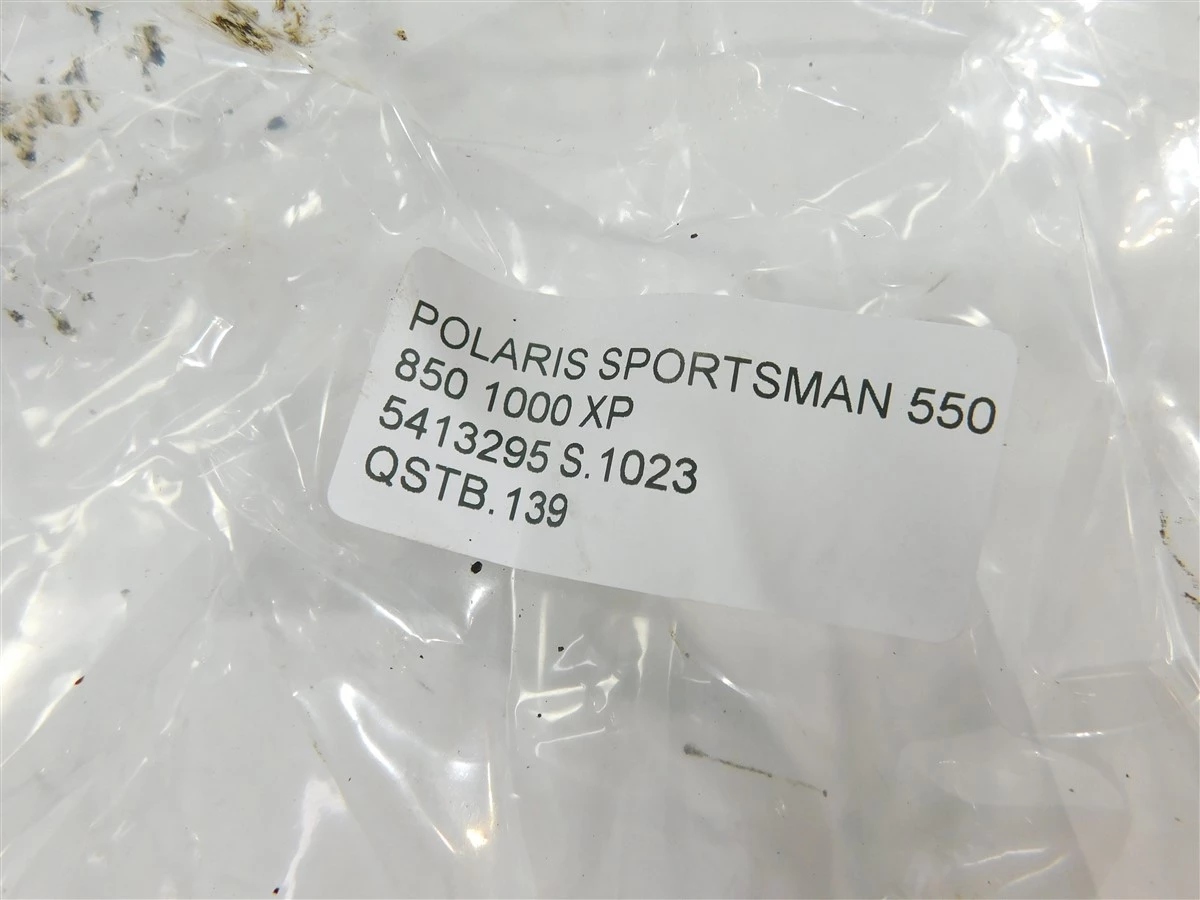 POLARIS SPORTSMAN 550
850 1000 XP
5413295 S.1023
QSTB.139